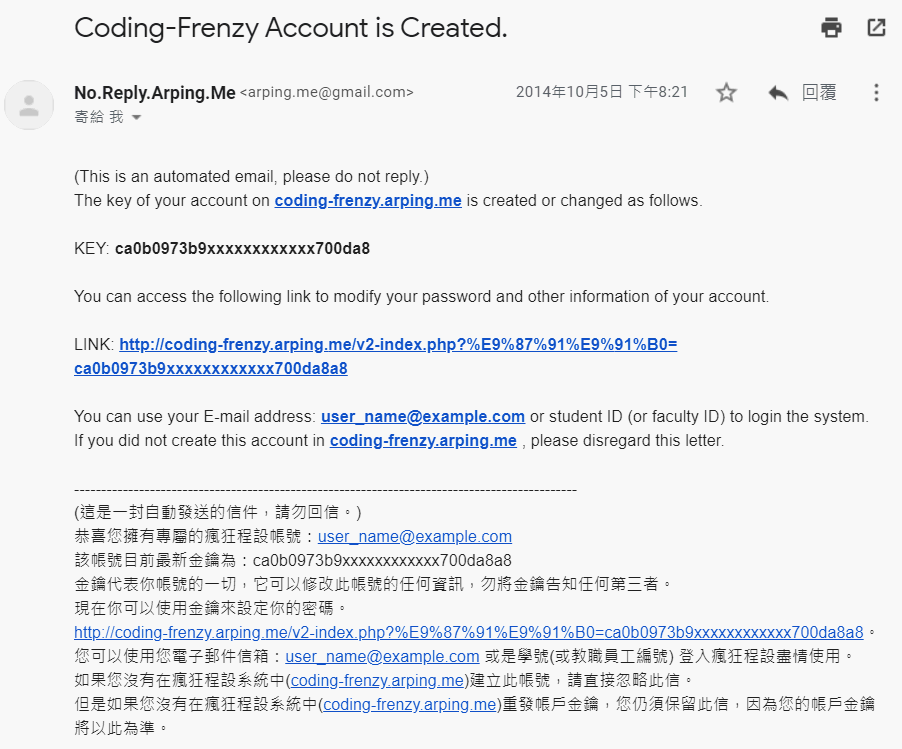 Coding-Frenzy Account is Created.
No.Reply.Arping.Me <arping.me@gmail.com>
2014年10月5日 下午8:21
回覆
寄給 我
(This is an automated email, please do not reply.)
The key of your account on coding-frenzy.arping.me is created or changed as follows.
KEY: ca0b0973b9xxxxxxxxxxxx700da8
You can access the following link to modify your password and other information of your account.
LINK: http://coding-frenzy.arping.me/v2-index.php?%E9%87%91%E9%91%B0=
ca0b0973b9xxxxxxxxxxxx700da8a8
You can use your E-mail address: user_name@example.com or student ID (or faculty ID) to login the system.
If you did not create this account in coding-frenzy.arping.me , please disregard this letter.
---------------------------------------------------------------------------------------------
(這是一封自動發送的信件，請勿回信。)
恭喜您擁有專屬的瘋狂程設帳號：user_name@example.com
該帳號目前最新金鑰為：ca0b0973b9xxxxxxxxxxxx700da8a8
金鑰代表你帳號的一切，它可以修改此帳號的任何資訊，勿將金鑰告知任何第三者。
現在你可以使用金鑰來設定你的密碼。
http://coding-frenzy.arping.me/v2-index.php?%E9%87%91%E9%91%B0=ca0b0973b9xxxxxxxxxxxx700da8a8。
您可以使用您電子郵件信箱：user_name@example.com 或是學號(或教職員工編號) 登入瘋狂程設盡情使用。
如果您沒有在瘋狂程設系統中(coding-frenzy.arping.me)建立此帳號，請直接忽略此信。
但是如果您沒有在瘋狂程設系統中(coding-frenzy.arping.me)重發帳戶金鑰，您仍須保留此信，因為您的帳戶金鑰
將以此為準。